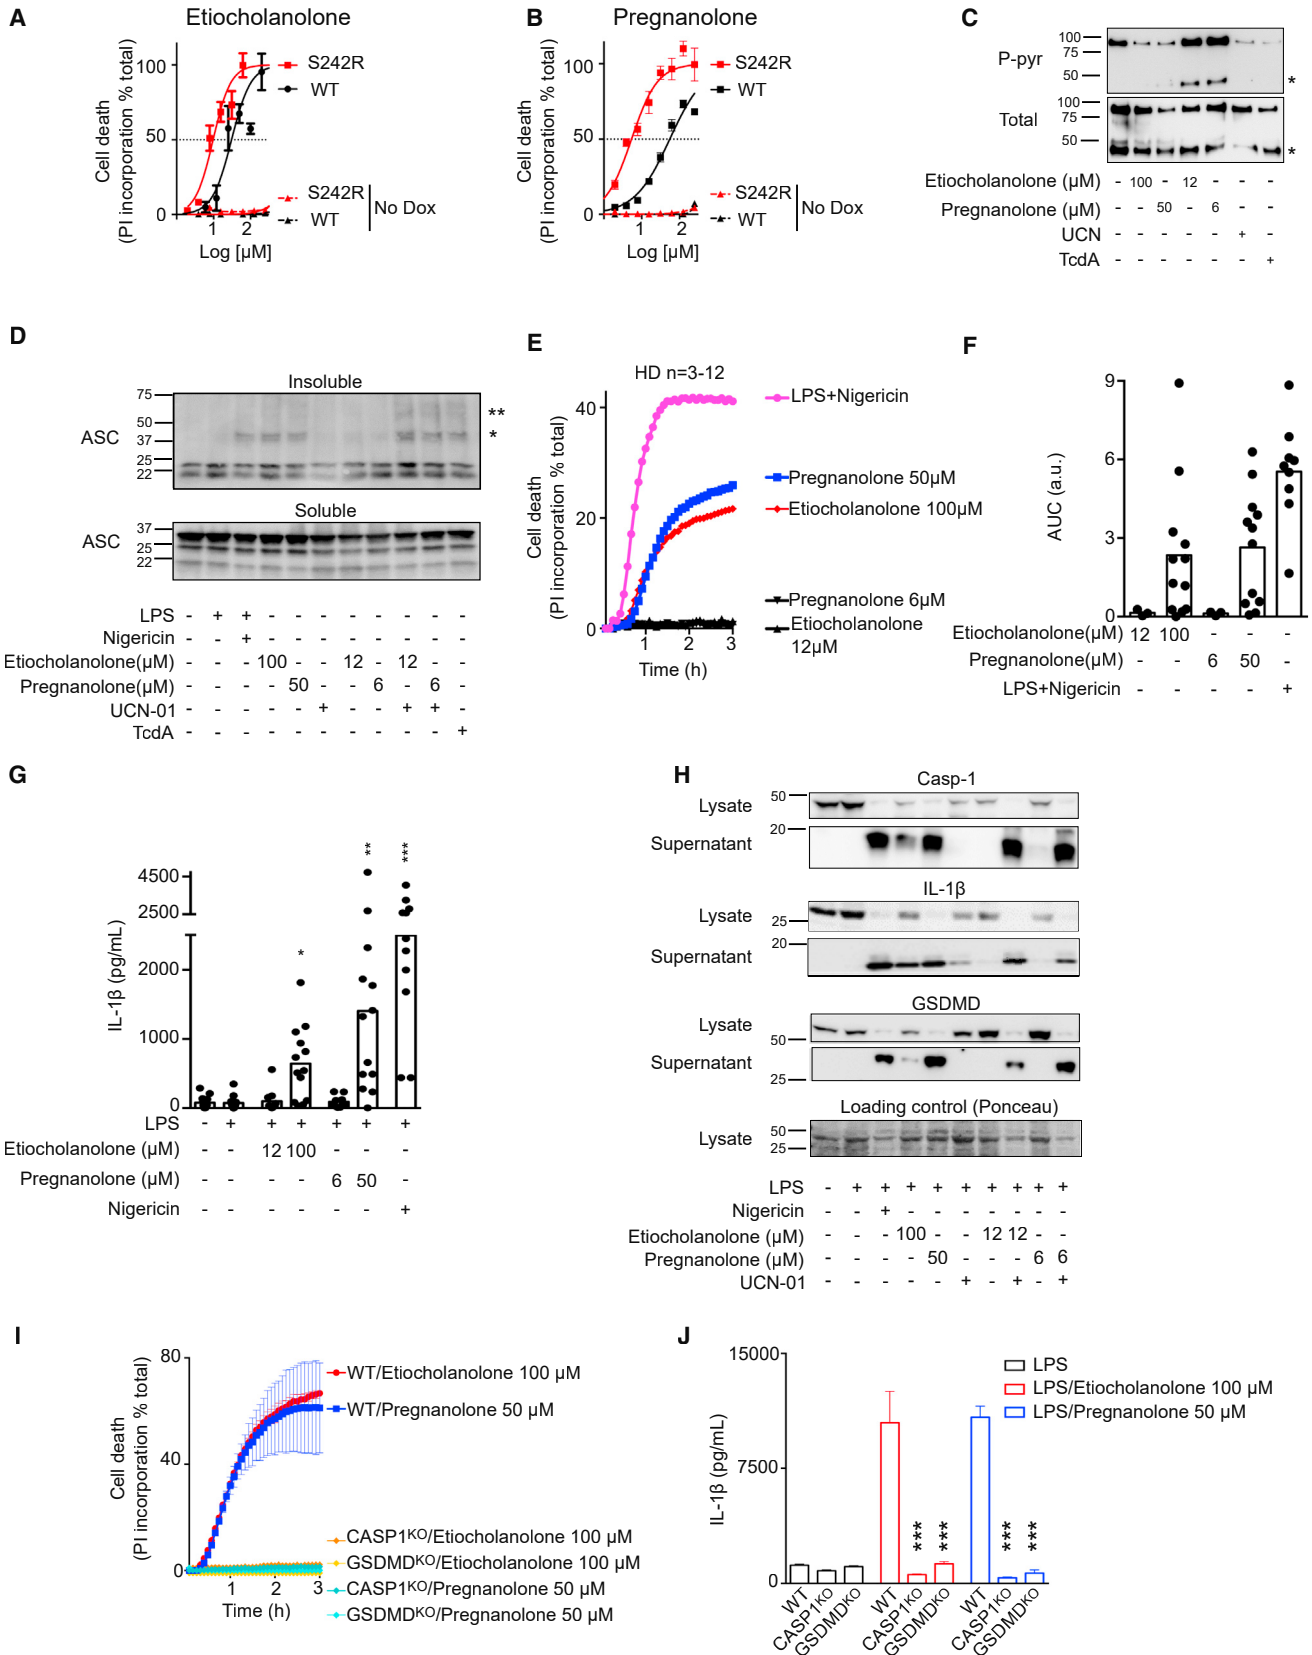 A
Etiocholanolone
Cell death
(PI incorporation % total)
100
50
0
1 2
Log [µM]
S242R
WT
S242R
WT
No Dox
B
Pregnanolone
Cell death
(PI incorporation % total)
100
50
0
1 2
Log [µM]
S242R
WT
S242R
WT
No Dox
C
P-pyr
100
75
50
*
Total
100
75
50
*
Etiocholanolone (µM) - 100 - 12 - - -
Pregnanolone (µM) - - 50 - 6 - -
UCN - - - - - + -
TcdA - - - - - - +
D
Insoluble
ASC
75
50
37
25
22
**
*
Soluble
ASC
37
25
22
LPS - + + - - - - - - - -
Nigericin - - + - - - - - - - -
Etiocholanolone(µM) - - - 100 - - 12 - 12 - -
Pregnanolone(µM) - - - - 50 - - 6 - 6 -
UCN-01 - - - - - + - - + + -
TcdA - - - - - - - - - - +
E
HD n=3-12
Cell death
(PI incorporation % total)
40
20
0
1 2 3
Time (h)
LPS+Nigericin
Pregnanolone 50µM
Etiocholanolone 100µM
Pregnanolone 6µM
Etiocholanolone
12µM
F
AUC (a.u.)
9
6
3
0
Etiocholanolone(µM) 12 100 - - -
Pregnanolone(µM) - - 6 50 -
LPS+Nigericin - - - - +
G
IL-1β (pg/mL)
4500
2500
2000
1000
0
*
**
***
LPS - + + + + + +
Etiocholanolone (µM) - - 12 100 - - -
Pregnanolone (µM) - - - - 6 50 -
Nigericin - - - - - - +
H
Casp-1
Lysate 50
Supernatant 20
IL-1β
Lysate 25
Supernatant 20
GSDMD
Lysate 50
Supernatant
25
Loading control (Ponceau)
Lysate
50
25
LPS - + + + + + + + + +
Nigericin - - + - - - - - - -
Etiocholanolone (µM) - - - 100 - - 12 12 - -
Pregnanolone (µM) - - - - 50 - - - 6 6
UCN-01 - - - - - + - + - +
I
Cell death
(PI incorporation % total)
80
40
0
1 2 3
Time (h)
WT/Etiocholanolone 100 µM
WT/Pregnanolone 50 µM
CASP1KO/Etiocholanolone 100 µM
GSDMDKO/Etiocholanolone 100 µM
CASP1KO/Pregnanolone 50 µM
GSDMDKO/Pregnanolone 50 µM
J
IL-1β (pg/mL)
15000
7500
0
LPS
LPS/Etiocholanolone 100 µM
LPS/Pregnanolone 50 µM
*** *** *** ***
WT CASP1KO GSDMDKO WT CASP1KO GSDMDKO WT CASP1KO GSDMDKO